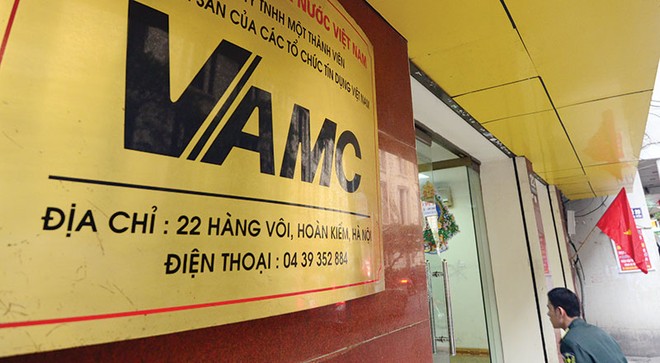 NƯỚC VIỆT NAM
TY TNHH MỘT THÀNH VIÊN
SẢN CỦA CÁC TỔ CHỨC TÍN DỤNG VIỆT NAM
VAMC
ĐỊA CHỈ : 22 HÀNG VÔI, HOÀN KIẾM, HÀ NỘI
ĐIỆN THOẠI : 04 39 352 884